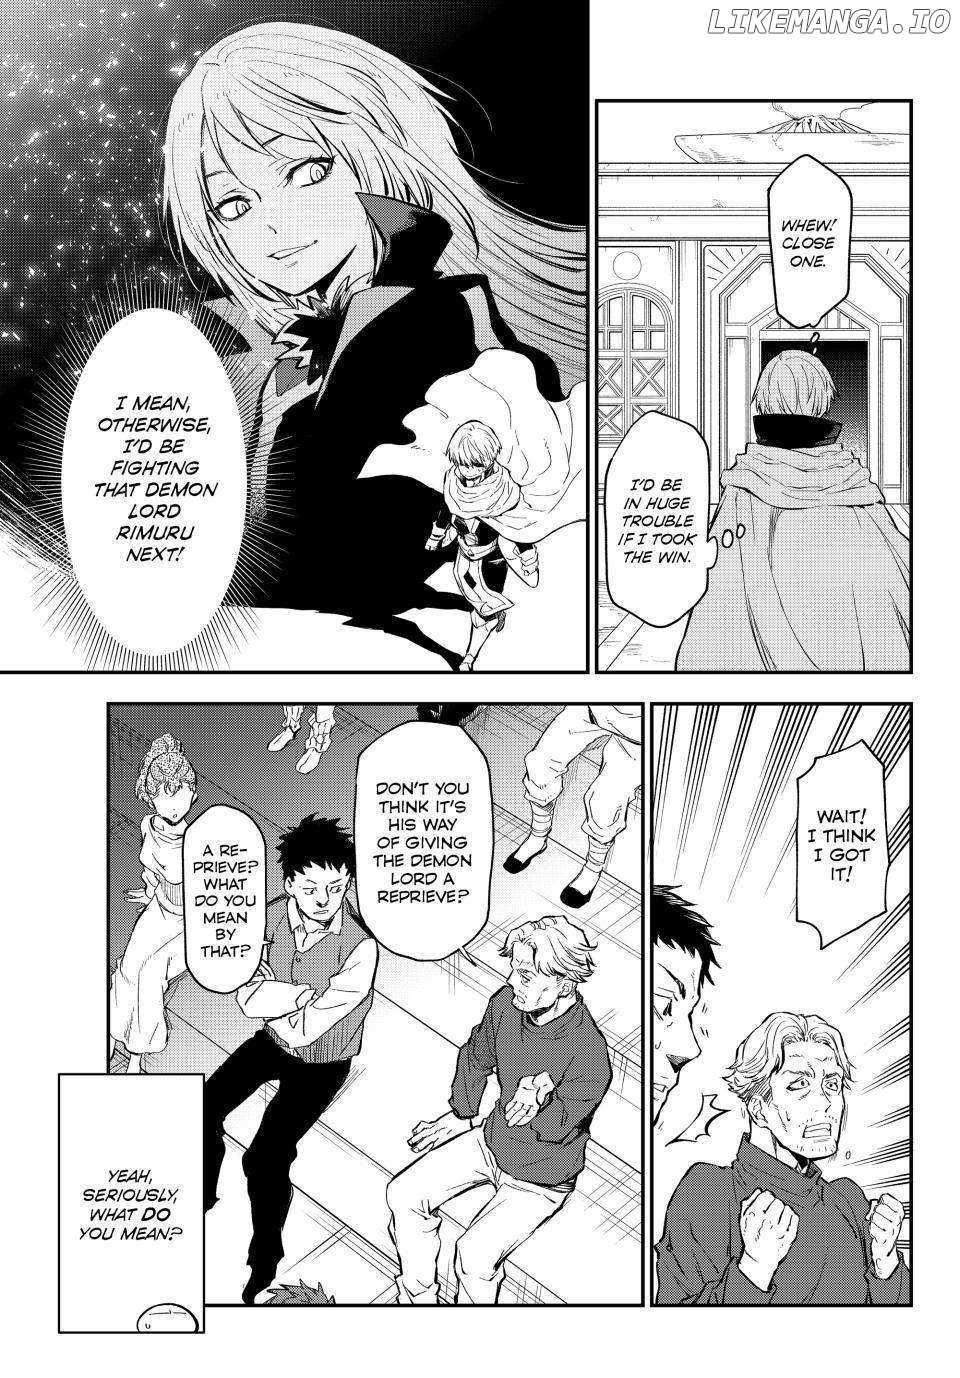 LIKEMANGA.IO
WHEW!
CLOSE
ONE.
I'D BE
IN HUGE
TROUBLE
IF I TOOK
THE WIN.
I MEAN,
OTHERWISE,
I'D BE
FIGHTING
THAT DEMON
LORD
RIMURU
NEXT!
WAIT!
I THINK
I GOT
IT!
DON'T YOU
THINK IT'S
HIS WAY
OF GIVING
THE DEMON
LORD A
REPRIEVE?
A RE-
PRIEVE?
WHAT
DO YOU
MEAN
BY
THAT?
YEAH,
SERIOUSLY,
WHAT DO
YOU MEAN?